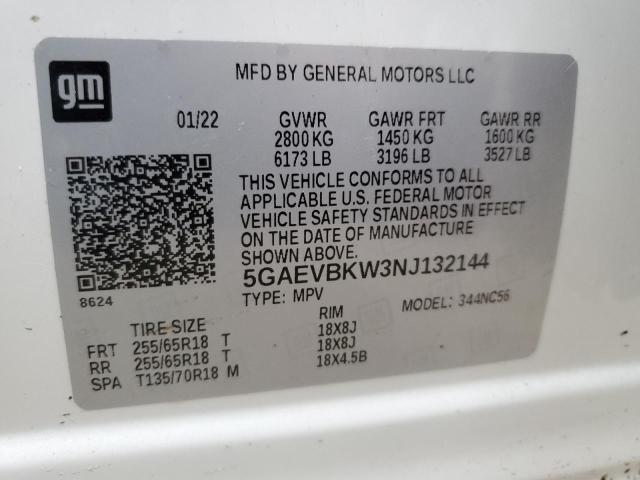 gm
MFD BY GENERAL MOTORS LLC
01/22 GVWR GAWR FRT GAWR RR
2800 KG 1450 KG 1600 KG
6173 LB 3196 LB 3527 LB
THIS VEHICLE CONFORMS TO ALL
APPLICABLE U.S. FEDERAL MOTOR
VEHICLE SAFETY STANDARDS IN EFFECT
ON THE DATE OF MANUFACTURE
SHOWN ABOVE.
8624
5GAEVBKW3NJ132144
TYPE: MPV MODEL: 344NC56
TIRE SIZE RIM
FRT 255/65R18 T 18X8J
RR 255/65R18 T 18X8J
SPA T135/70R18 M 18X4.5B